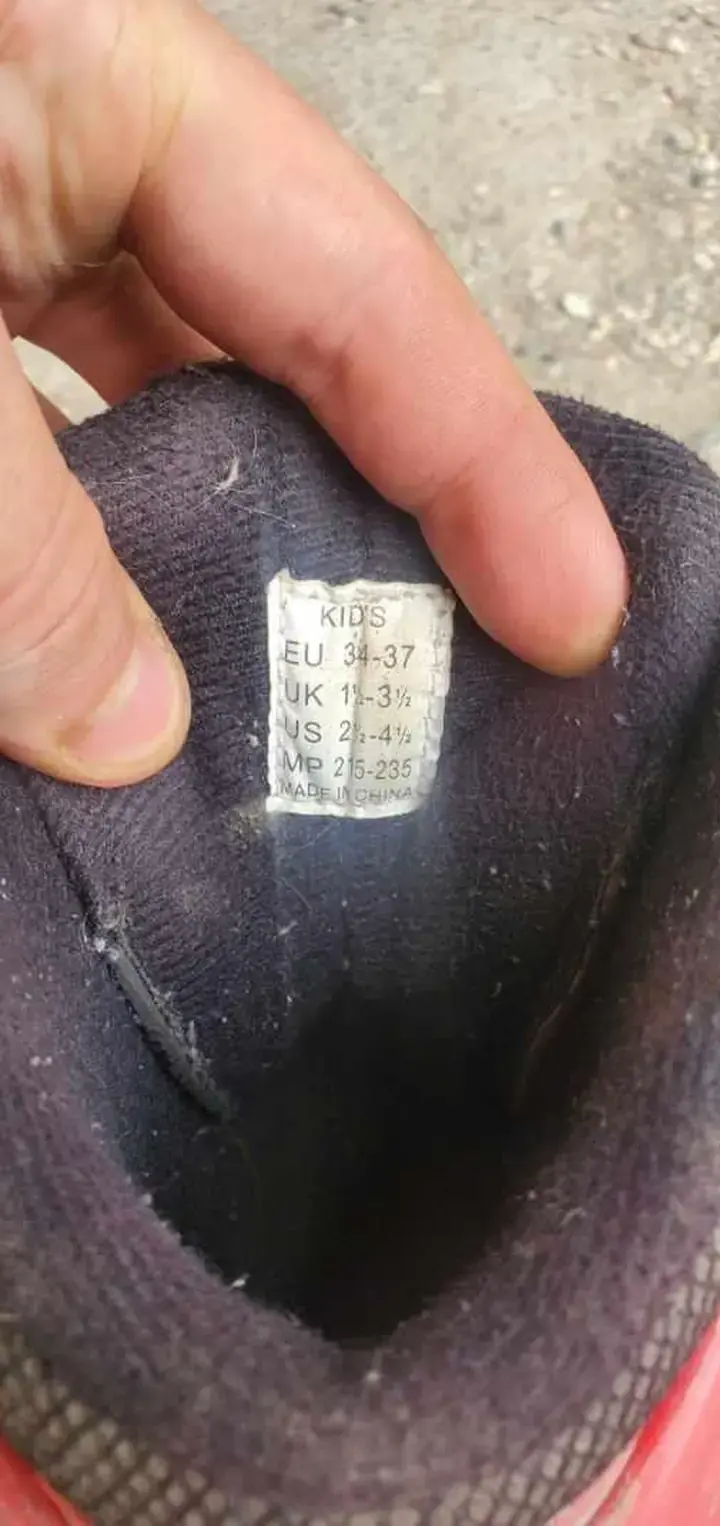 KID'S
EU 34-37
UK 1½-3½
US 2½-4½
MP 215-235
MADE IN CHINA